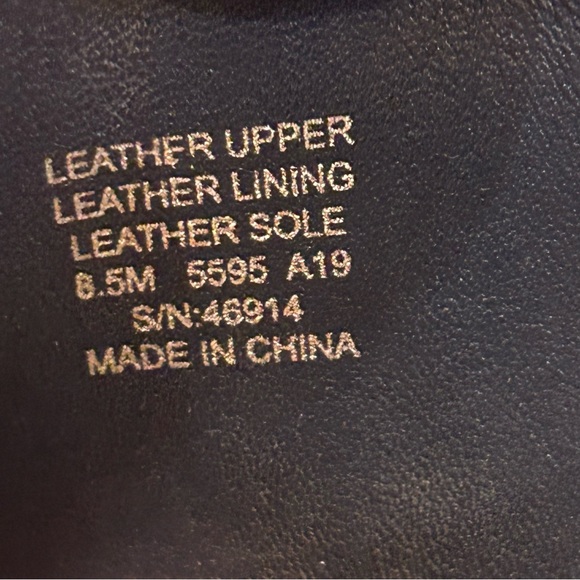 LEATHER UPPER
LEATHER LINING
LEATHER SOLE
8.5M 5595 A19
S/N:46914
MADE IN CHINA